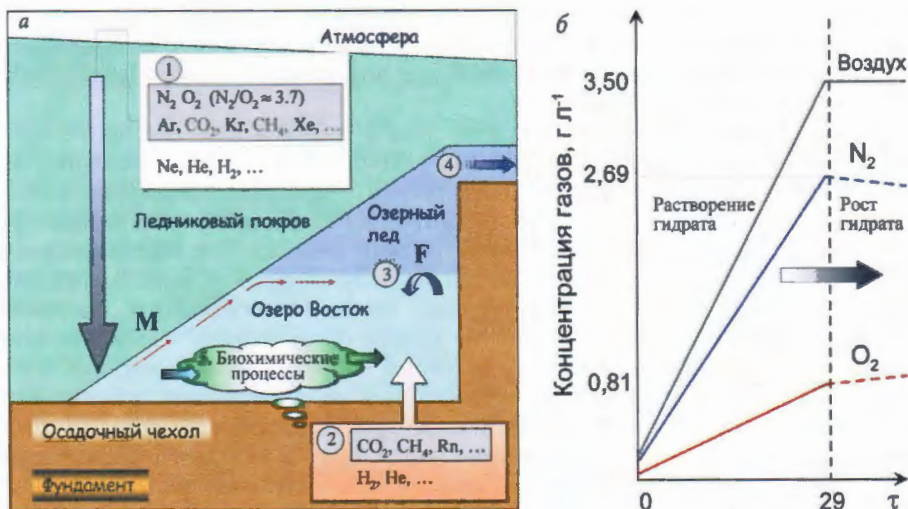 а
Атмосфера
1
N₂ O₂ (N₂/O₂ ≈ 3.7)
Ar, CO₂, Kr, CH₄, Xe, ...
Ne, He, H₂, ...
4
Ледниковый покров
Озерный
лед
F
3
Озеро Восток
M
5. Биохимические
процессы
Осадочный чехол
2
CO₂, CH₄, Rn, ...
H₂, He, ...
Фундамент
б
Концентрация газов, г л⁻¹
3,50
Воздух
N₂
2,69
Растворение
гидрата
Рост
гидрата
O₂
0,81
0
29
τ